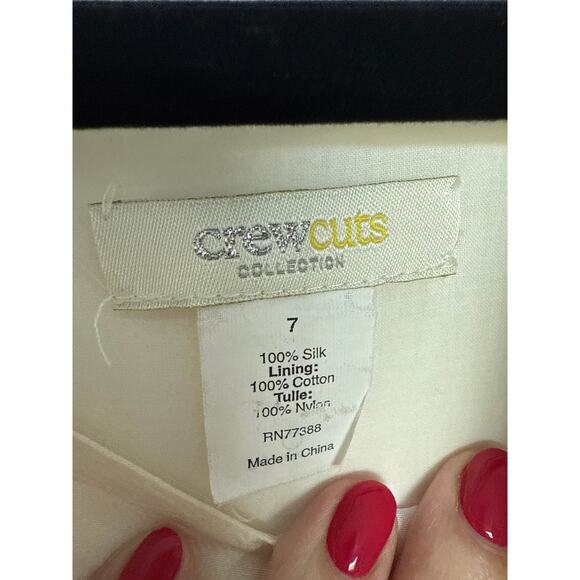 crewcuts
COLLECTION
7
100% Silk
Lining:
100% Cotton
Tulle:
100% Nylon
RN77388
Made in China